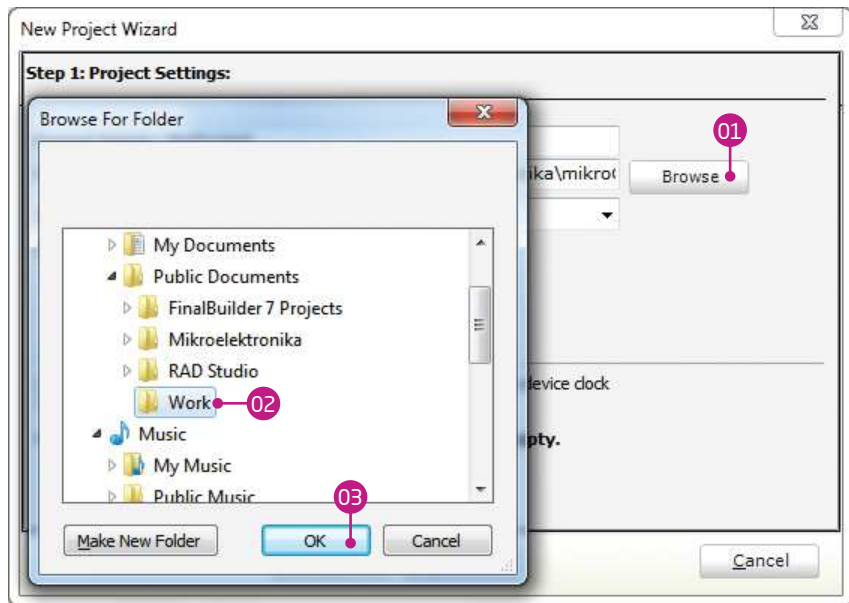 New Project Wizard
Step 1: Project Settings:
Browse For Folder
01
ika\mikro
Browse
My Documents
Public Documents
FinalBuilder 7 Projects
Mikroelektronika
RAD Studio
device clock
Work
02
pty.
Music
My Music
Public Music
03
Make New Folder
OK
Cancel
Cancel